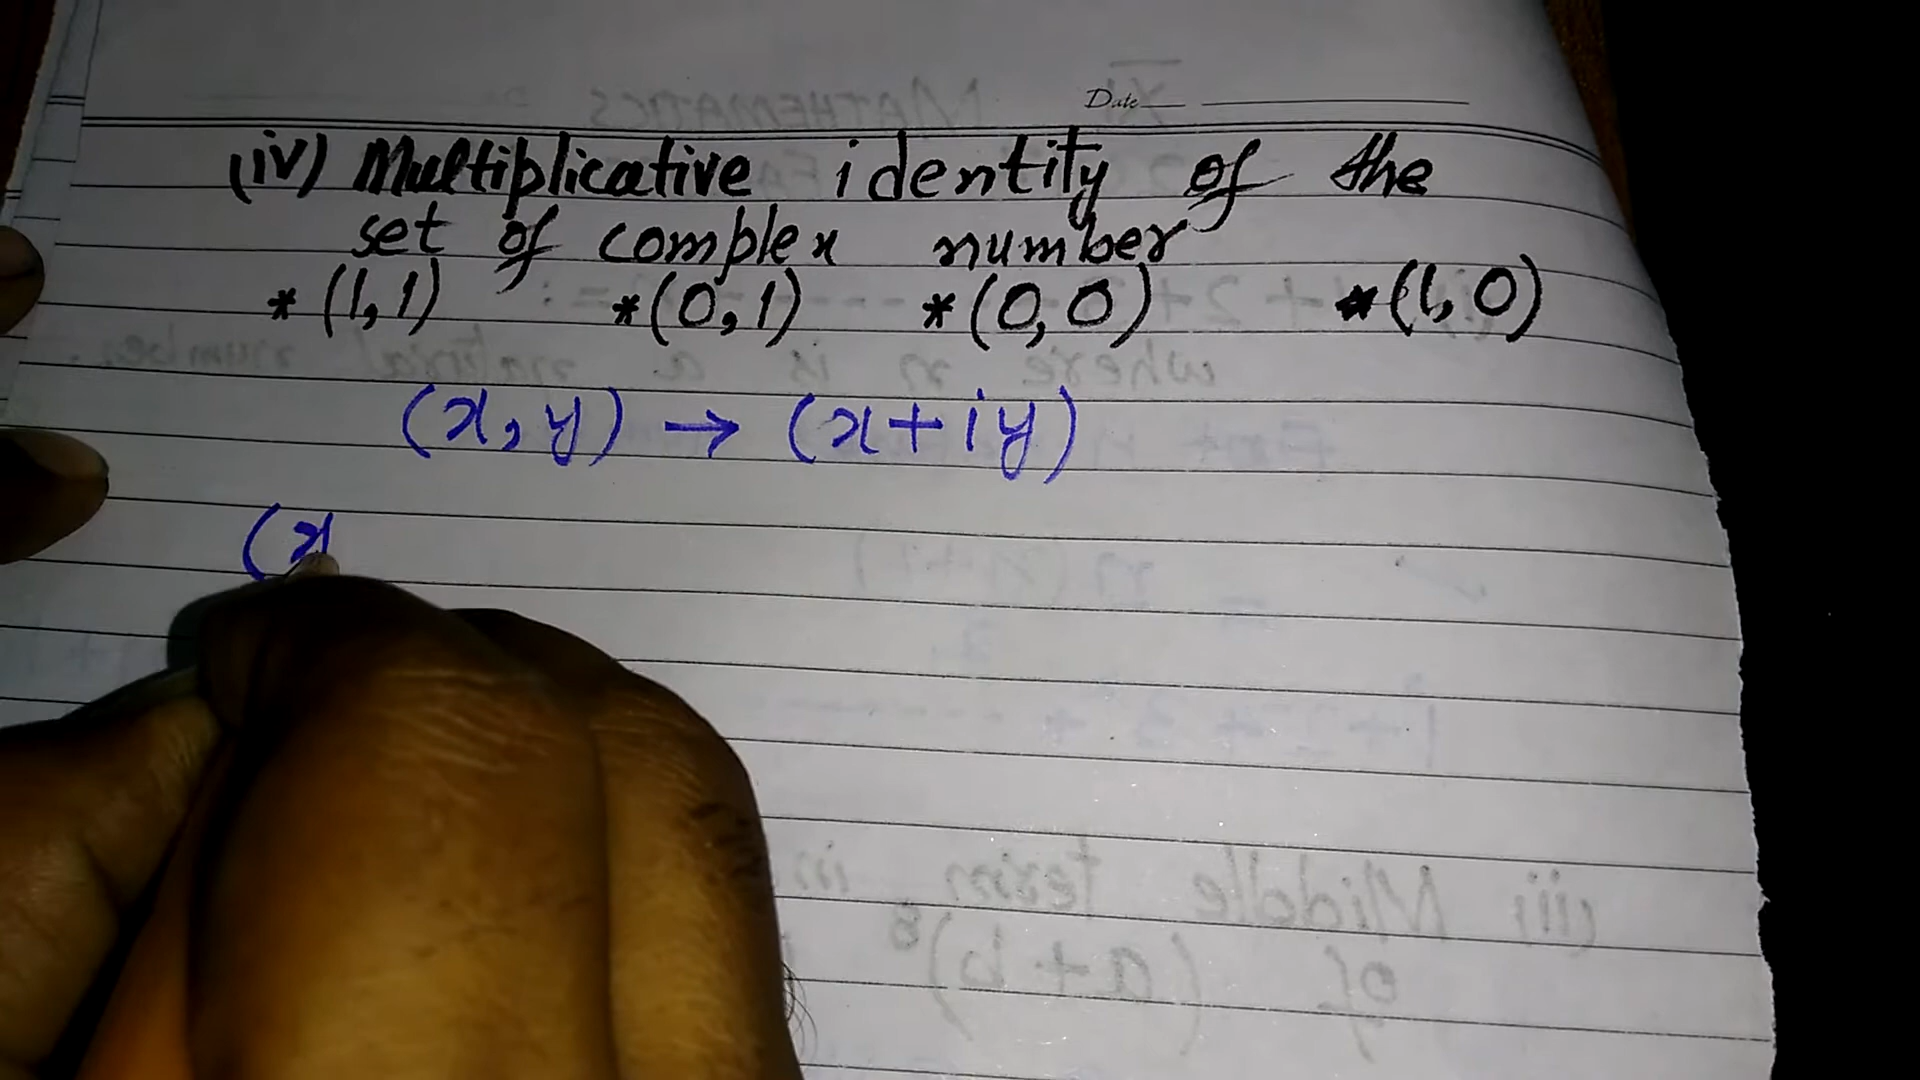 Date
(iv) Multiplicative identity of the
set of complex number
* (1,1) * (0,1) * (0,0) * (1,0)
(x,y) → (x+iy)
(x